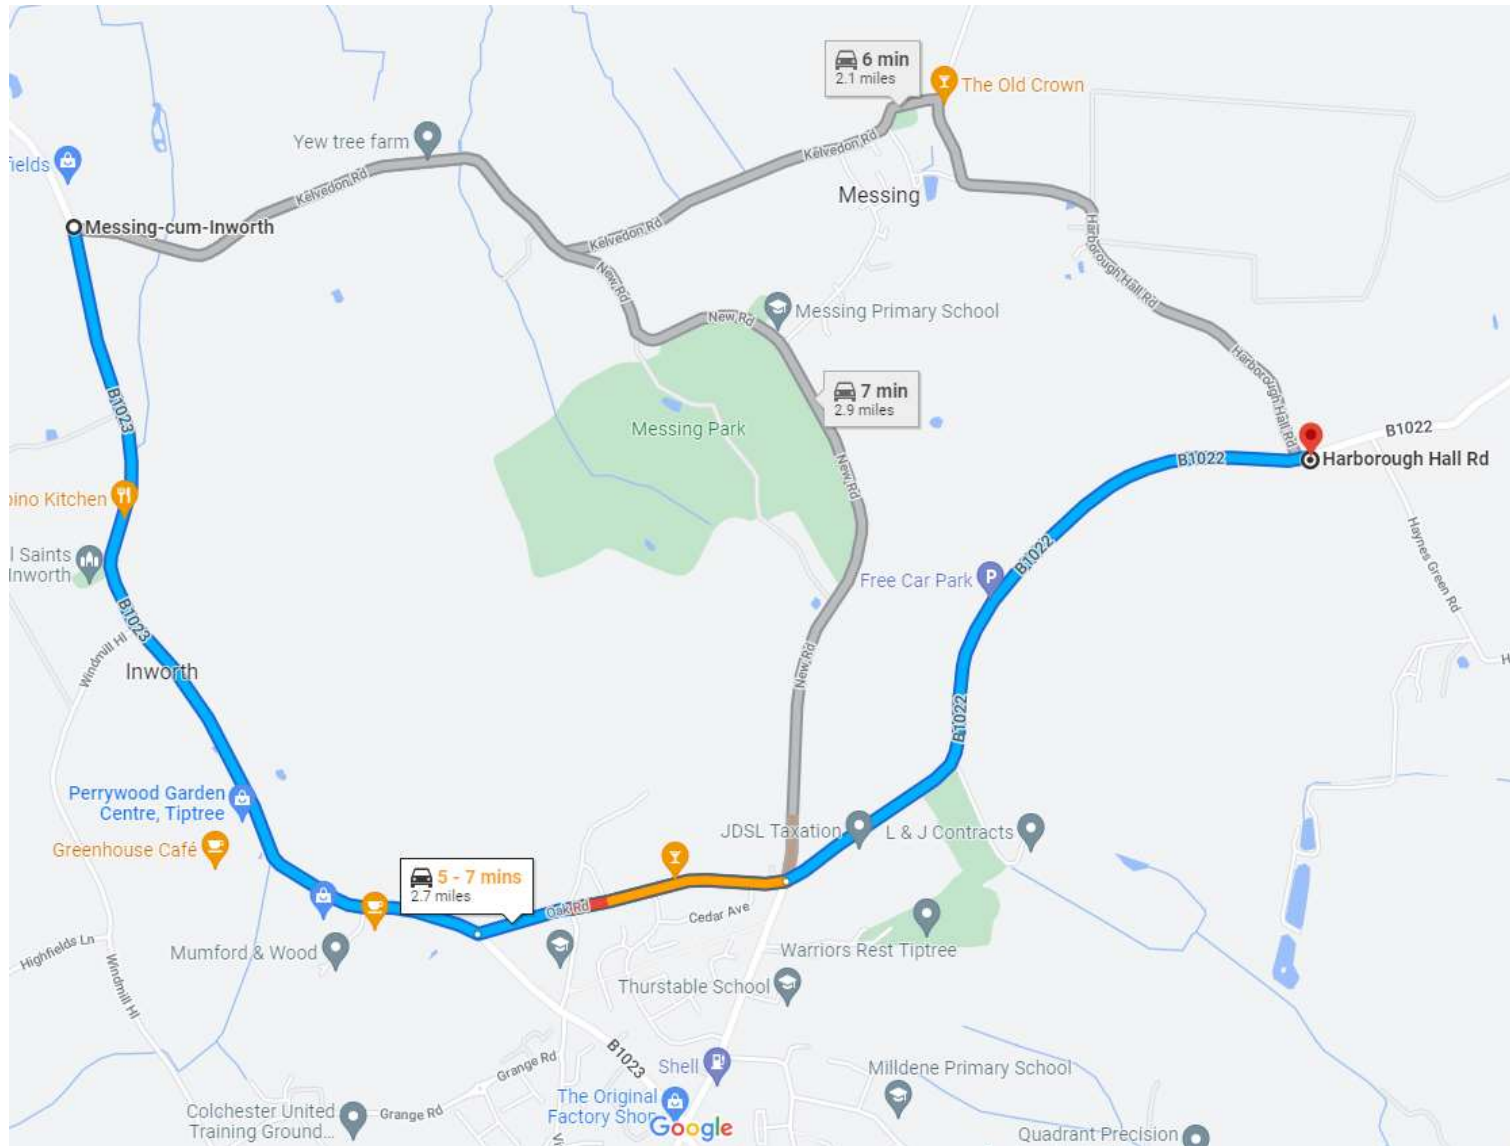 6 min
2.1 miles
The Old Crown
Yew tree farm
Kelvedon Rd
fields
Kelvedon Rd
Messing
Messing-cum-Inworth
Kelvedon Rd
Harborough Hall Rd
New Rd
New Rd
Messing Primary School
Harborough Hall Rd
7 min
2.9 miles
B1023
Messing Park
B1022
B1022
Harborough Hall Rd
New Rd
pino Kitchen
Haynes Green Rd
l Saints
Inworth
B1022
Free Car Park
P
B1023
Windmill Hl
Inworth
New Rd
H
B1022
Perrywood Garden
Centre, Tiptree
JDSL Taxation
L & J Contracts
Greenhouse Café
5 - 7 mins
2.7 miles
Oak Rd
Cedar Ave
Highfields Ln
Mumford & Wood
Warriors Rest Tiptree
Windmill Hl
Thurstable School
B1023
Grange Rd
Shell
Milldene Primary School
The Original
Factory Shop
Colchester United
Training Ground...
Grange Rd
Vi
Google
Quadrant Precision